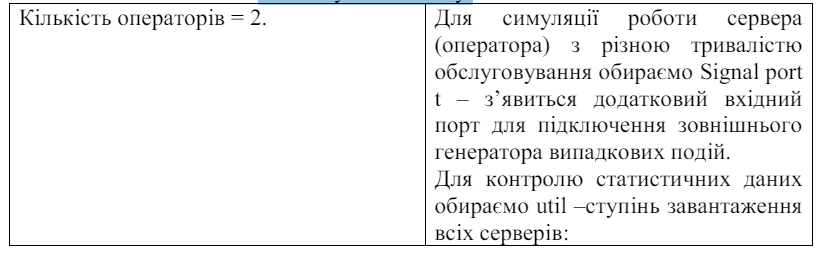 Кількість операторів = 2.
Для симуляції роботи сервера
(оператора) з різною тривалістю
обслуговування обираємо Signal port
t – з’явиться додатковий вхідний
порт для підключення зовнішнього
генератора випадкових подій.
Для контролю статистичних даних
обираємо util –ступінь завантаження
всіх серверів: